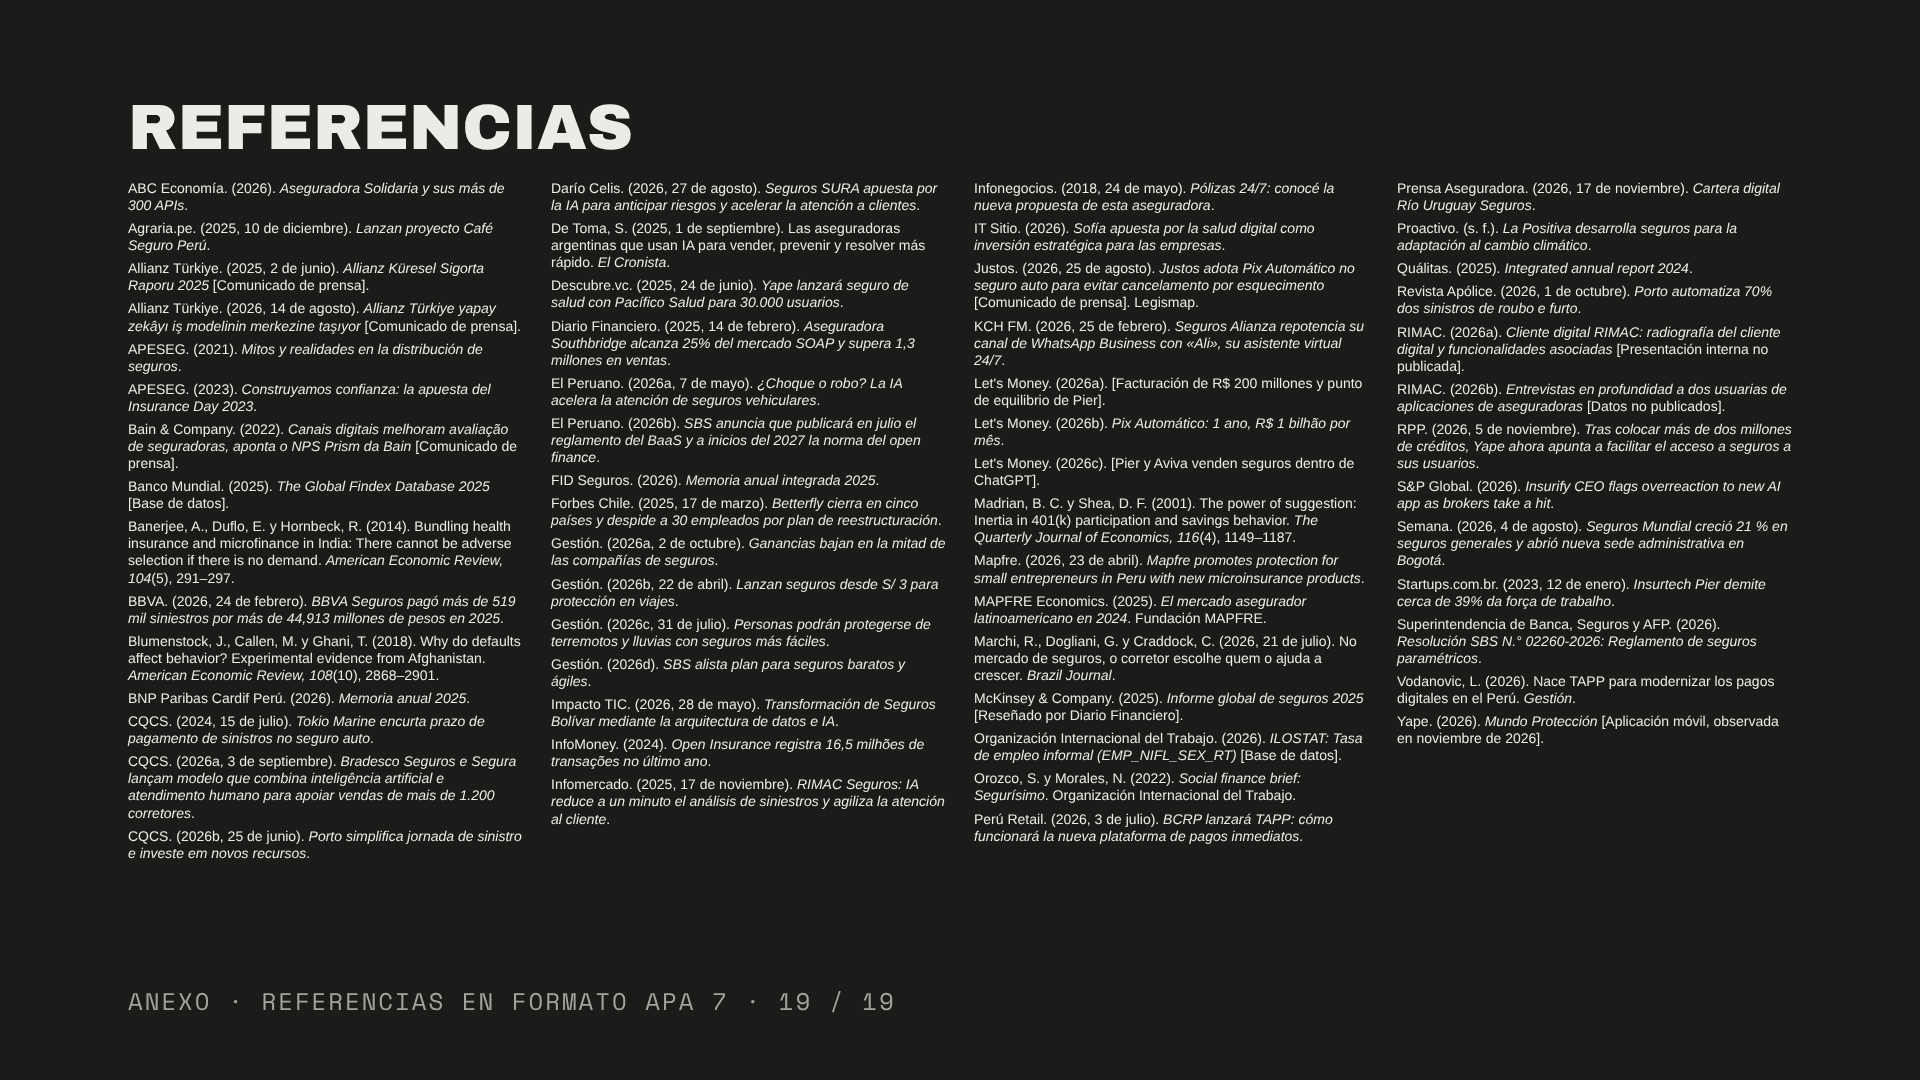 REFERENCIAS
ABC Economía. (2026). Aseguradora Solidaria y sus más de
300 APIs.
Agraria.pe. (2025, 10 de diciembre). Lanzan proyecto Café
Seguro Perú.
Allianz Türkiye. (2025, 2 de junio). Allianz Küresel Sigorta
Raporu 2025 [Comunicado de prensa].
Allianz Türkiye. (2026, 14 de agosto). Allianz Türkiye yapay
zekâyı iş modelinin merkezine taşıyor [Comunicado de prensa].
APESEG. (2021). Mitos y realidades en la distribución de
seguros.
APESEG. (2023). Construyamos confianza: la apuesta del
Insurance Day 2023.
Bain & Company. (2022). Canais digitais melhoram avaliação
de seguradoras, aponta o NPS Prism da Bain [Comunicado de
prensa].
Banco Mundial. (2025). The Global Findex Database 2025
[Base de datos].
Banerjee, A., Duflo, E. y Hornbeck, R. (2014). Bundling health
insurance and microfinance in India: There cannot be adverse
selection if there is no demand. American Economic Review,
104(5), 291–297.
BBVA. (2026, 24 de febrero). BBVA Seguros pagó más de 519
mil siniestros por más de 44,913 millones de pesos en 2025.
Blumenstock, J., Callen, M. y Ghani, T. (2018). Why do defaults
affect behavior? Experimental evidence from Afghanistan.
American Economic Review, 108(10), 2868–2901.
BNP Paribas Cardif Perú. (2026). Memoria anual 2025.
CQCS. (2024, 15 de julio). Tokio Marine encurta prazo de
pagamento de sinistros no seguro auto.
CQCS. (2026a, 3 de septiembre). Bradesco Seguros e Segura
lançam modelo que combina inteligência artificial e
atendimento humano para apoiar vendas de mais de 1.200
corretores.
CQCS. (2026b, 25 de junio). Porto simplifica jornada de sinistro
e investe em novos recursos.
Darío Celis. (2026, 27 de agosto). Seguros SURA apuesta por
la IA para anticipar riesgos y acelerar la atención a clientes.
De Toma, S. (2025, 1 de septiembre). Las aseguradoras
argentinas que usan IA para vender, prevenir y resolver más
rápido. El Cronista.
Descubre.vc. (2025, 24 de junio). Yape lanzará seguro de
salud con Pacífico Salud para 30.000 usuarios.
Diario Financiero. (2025, 14 de febrero). Aseguradora
Southbridge alcanza 25% del mercado SOAP y supera 1,3
millones en ventas.
El Peruano. (2026a, 7 de mayo). ¿Choque o robo? La IA
acelera la atención de seguros vehiculares.
El Peruano. (2026b). SBS anuncia que publicará en julio el
reglamento del BaaS y a inicios del 2027 la norma del open
finance.
FID Seguros. (2026). Memoria anual integrada 2025.
Forbes Chile. (2025, 17 de marzo). Betterfly cierra en cinco
países y despide a 30 empleados por plan de reestructuración.
Gestión. (2026a, 2 de octubre). Ganancias bajan en la mitad de
las compañías de seguros.
Gestión. (2026b, 22 de abril). Lanzan seguros desde S/ 3 para
protección en viajes.
Gestión. (2026c, 31 de julio). Personas podrán protegerse de
terremotos y lluvias con seguros más fáciles.
Gestión. (2026d). SBS alista plan para seguros baratos y
ágiles.
Impacto TIC. (2026, 28 de mayo). Transformación de Seguros
Bolívar mediante la arquitectura de datos e IA.
InfoMoney. (2024). Open Insurance registra 16,5 milhões de
transações no último ano.
Infomercado. (2025, 17 de noviembre). RIMAC Seguros: IA
reduce a un minuto el análisis de siniestros y agiliza la atención
al cliente.
Infonegocios. (2018, 24 de mayo). Pólizas 24/7: conocé la
nueva propuesta de esta aseguradora.
IT Sitio. (2026). Sofía apuesta por la salud digital como
inversión estratégica para las empresas.
Justos. (2026, 25 de agosto). Justos adota Pix Automático no
seguro auto para evitar cancelamento por esquecimento
[Comunicado de prensa]. Legismap.
KCH FM. (2026, 25 de febrero). Seguros Alianza repotencia su
canal de WhatsApp Business con «Ali», su asistente virtual
24/7.
Let's Money. (2026a). [Facturación de R$ 200 millones y punto
de equilibrio de Pier].
Let's Money. (2026b). Pix Automático: 1 ano, R$ 1 bilhão por
mês.
Let's Money. (2026c). [Pier y Aviva venden seguros dentro de
ChatGPT].
Madrian, B. C. y Shea, D. F. (2001). The power of suggestion:
Inertia in 401(k) participation and savings behavior. The
Quarterly Journal of Economics, 116(4), 1149–1187.
Mapfre. (2026, 23 de abril). Mapfre promotes protection for
small entrepreneurs in Peru with new microinsurance products.
MAPFRE Economics. (2025). El mercado asegurador
latinoamericano en 2024. Fundación MAPFRE.
Marchi, R., Dogliani, G. y Craddock, C. (2026, 21 de julio). No
mercado de seguros, o corretor escolhe quem o ajuda a
crescer. Brazil Journal.
McKinsey & Company. (2025). Informe global de seguros 2025
[Reseñado por Diario Financiero].
Organización Internacional del Trabajo. (2026). ILOSTAT: Tasa
de empleo informal (EMP_NIFL_SEX_RT) [Base de datos].
Orozco, S. y Morales, N. (2022). Social finance brief:
Segurísimo. Organización Internacional del Trabajo.
Perú Retail. (2026, 3 de julio). BCRP lanzará TAPP: cómo
funcionará la nueva plataforma de pagos inmediatos.
Prensa Aseguradora. (2026, 17 de noviembre). Cartera digital
Río Uruguay Seguros.
Proactivo. (s. f.). La Positiva desarrolla seguros para la
adaptación al cambio climático.
Quálitas. (2025). Integrated annual report 2024.
Revista Apólice. (2026, 1 de octubre). Porto automatiza 70%
dos sinistros de roubo e furto.
RIMAC. (2026a). Cliente digital RIMAC: radiografía del cliente
digital y funcionalidades asociadas [Presentación interna no
publicada].
RIMAC. (2026b). Entrevistas en profundidad a dos usuarias de
aplicaciones de aseguradoras [Datos no publicados].
RPP. (2026, 5 de noviembre). Tras colocar más de dos millones
de créditos, Yape ahora apunta a facilitar el acceso a seguros a
sus usuarios.
S&P Global. (2026). Insurify CEO flags overreaction to new AI
app as brokers take a hit.
Semana. (2026, 4 de agosto). Seguros Mundial creció 21 % en
seguros generales y abrió nueva sede administrativa en
Bogotá.
Startups.com.br. (2023, 12 de enero). Insurtech Pier demite
cerca de 39% da força de trabalho.
Superintendencia de Banca, Seguros y AFP. (2026).
Resolución SBS N.° 02260-2026: Reglamento de seguros
paramétricos.
Vodanovic, L. (2026). Nace TAPP para modernizar los pagos
digitales en el Perú. Gestión.
Yape. (2026). Mundo Protección [Aplicación móvil, observada
en noviembre de 2026].
ANEXO · REFERENCIAS EN FORMATO APA 7 · 19 / 19